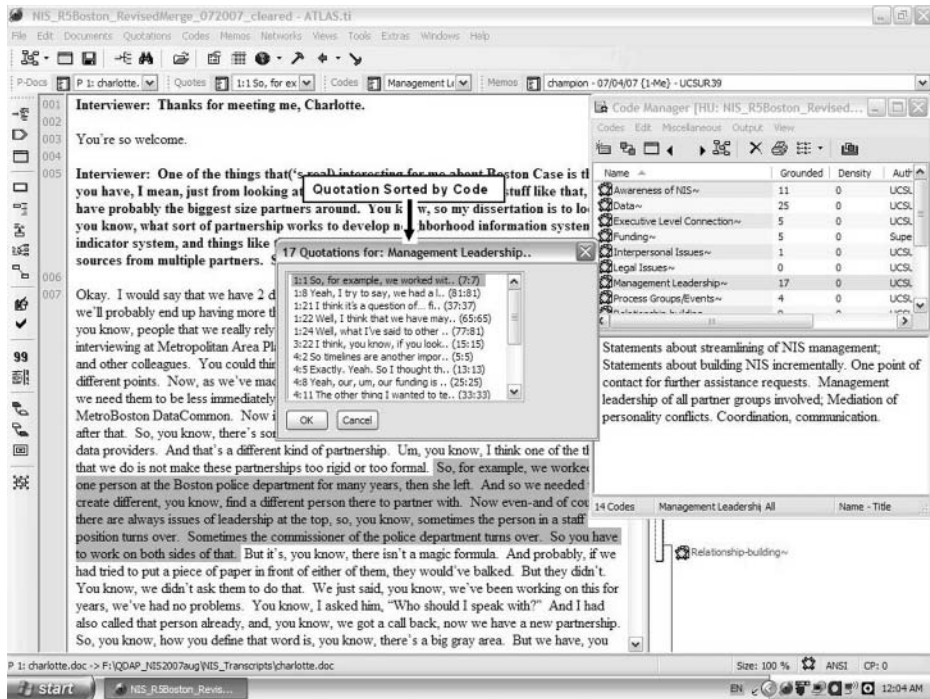 NIS_R5Boston_RevisedMerge_072007_cleared - ATLAS.ti
File Edit Documents Quotations Codes Memos Networks Views Tools Extras Windows Help
P-Docs P 1: charlotte. Quotes 1:1 So, for ex Codes Management Le Memos champion - 07/04/07 {1-Me} - UCSUR39
001 Interviewer: Thanks for meeting me, Charlotte.
002
003 You're so welcome.
004
005 Interviewer: One of the things that('s real) interesting for me about Boston Case is th
you have, I mean, just from looking at stuff like that,
have probably the biggest size partners around. You know, so my dissertation is to loo
you know, what sort of partnership works to develop neighborhood information system
indicator system, and things like
sources from multiple partners. S
006
007 Okay. I would say that we have 2 d
we'll probably end up having more th
you know, people that we really rely
interviewing at Metropolitan Area Pla
and other colleagues. You could thin
different points. Now, as we've mad
we need them to be less immediately
MetroBoston DataCommon. Now i
after that. So, you know, there's som
data providers. And that's a different kind of partnership. Um, you know, I think one of the th
that we do is not make these partnerships too rigid or too formal. So, for example, we worked
one person at the Boston police department for many years, then she left. And so we needed
create different, you know, find a different person there to partner with. Now even-and of cou
there are always issues of leadership at the top, so, you know, sometimes the person in a staff
position turns over. Sometimes the commissioner of the police department turns over. So you have
to work on both sides of that. But it's, you know, there isn't a magic formula. And probably, if we
had tried to put a piece of paper in front of either of them, they would've balked. But they didn't.
You know, we didn't ask them to do that. We just said, you know, we've been working on this for
years, we've had no problems. You know, I asked him, "Who should I speak with?" And I had
also called that person already, and, you know, we got a call back, now we have a new partnership.
So, you know, how you define that word is, you know, there's a big gray area. But we have, you
Quotation Sorted by Code
17 Quotations for: Management Leadership..
1:1 So, for example, we worked wit.. (7:7)
1:8 Yeah, I try to say, we had a l.. (81:81)
1:21 I think it's a question of... fi.. (37:37)
1:22 Well, I think that we have may.. (65:65)
1:24 Well, what I've said to other .. (77:81)
3:22 I think, you know, if you look.. (15:15)
4:2 So timelines are another impor.. (5:5)
4:5 Exactly. Yeah. So I thought th.. (13:13)
4:8 Yeah, our, um, our funding is .. (25:25)
4:11 The other thing I wanted to te.. (33:33)
OK Cancel
Code Manager [HU: NIS_R5Boston_Revised...
Codes Edit Miscellaneous Output View
Name Grounded Density Auth
Awareness of NIS~ 11 0 UCSL
Data~ 25 0 UCSL
Executive Level Connection~ 5 0 UCSL
Funding~ 5 0 Supe
Interpersonal Issues~ 1 0 UCSL
Legal Issues~ 0 0 UCSL
Management Leadership~ 17 0 UCSL
Process Groups/Events~ 4 0 UCSL
Statements about streamlining of NIS management;
Statements about building NIS incrementally. One point of
contact for further assistance requests. Management
leadership of all partner groups involved; Mediation of
personality conflicts. Coordination, communication.
14 Codes Management Leadershi All Name - Title
Relationship-building~
P 1: charlotte.doc -> F:\QDAP_NIS2007aug\NIS_Transcripts\charlotte.doc Size: 100 % ANSI CP: 0
start NIS_R5Boston_Revis... EN 12:04 AM